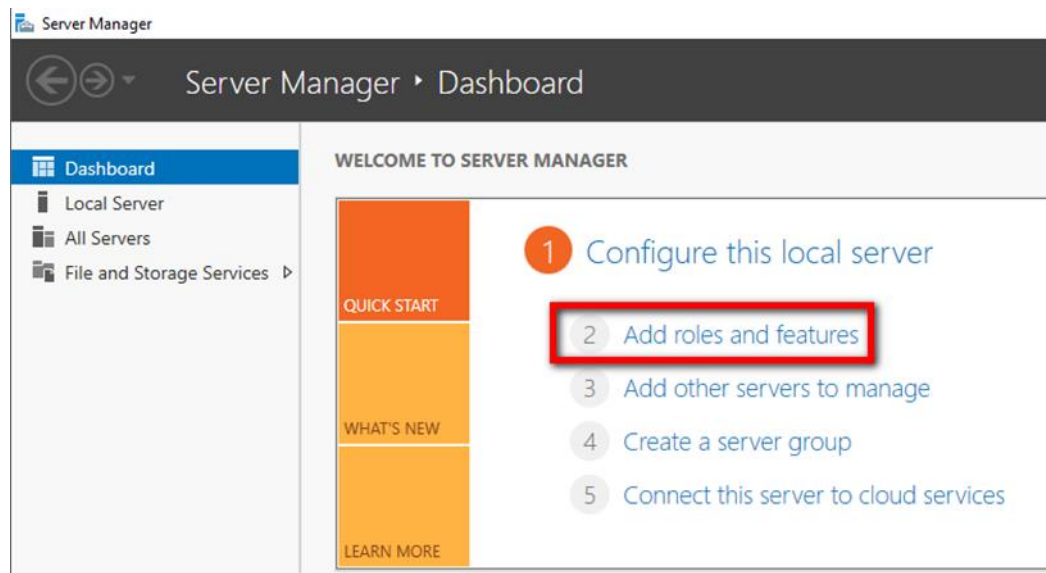 Server Manager
Server Manager ‣ Dashboard
Dashboard
Local Server
All Servers
File and Storage Services
WELCOME TO SERVER MANAGER
QUICK START
WHAT'S NEW
LEARN MORE
1 Configure this local server
2 Add roles and features
3 Add other servers to manage
4 Create a server group
5 Connect this server to cloud services